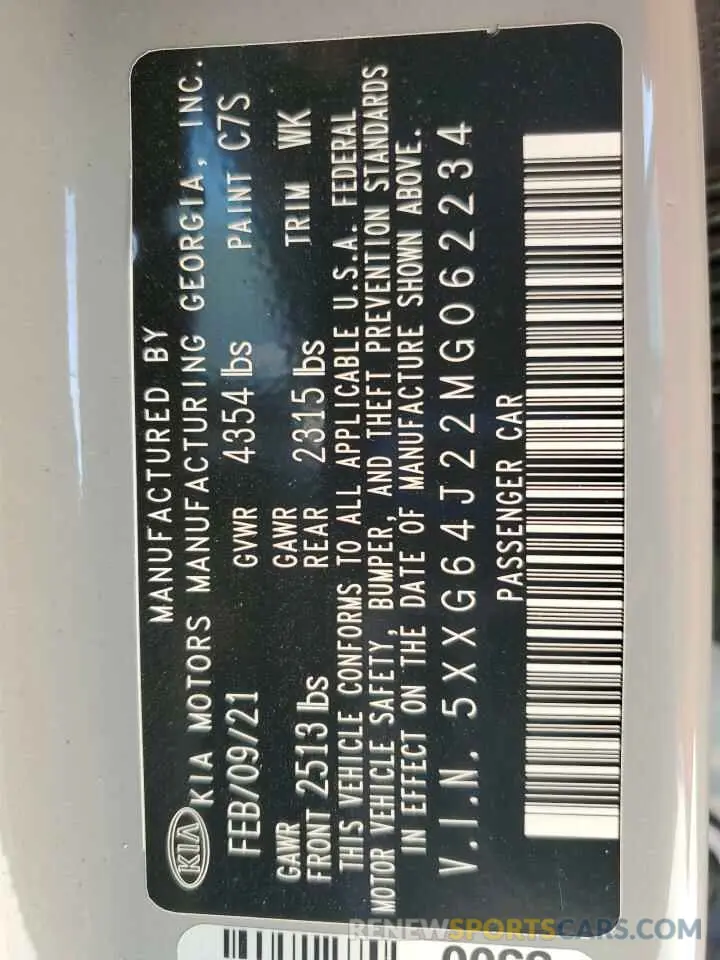 MANUFACTURED BY
KIA KIA MOTORS MANUFACTURING GEORGIA, INC.
FEB/09/21 GVWR 4354 lbs PAINT C7S
GAWR GAWR
FRONT 2513 lbs REAR 2315 lbs TRIM WK
THIS VEHICLE CONFORMS TO ALL APPLICABLE U.S.A. FEDERAL
MOTOR VEHICLE SAFETY, BUMPER, AND THEFT PREVENTION STANDARDS
IN EFFECT ON THE DATE OF MANUFACTURE SHOWN ABOVE.
V.I.N. 5XXG64J22MG062234
PASSENGER CAR
RENEWSPORTSCARS.COM